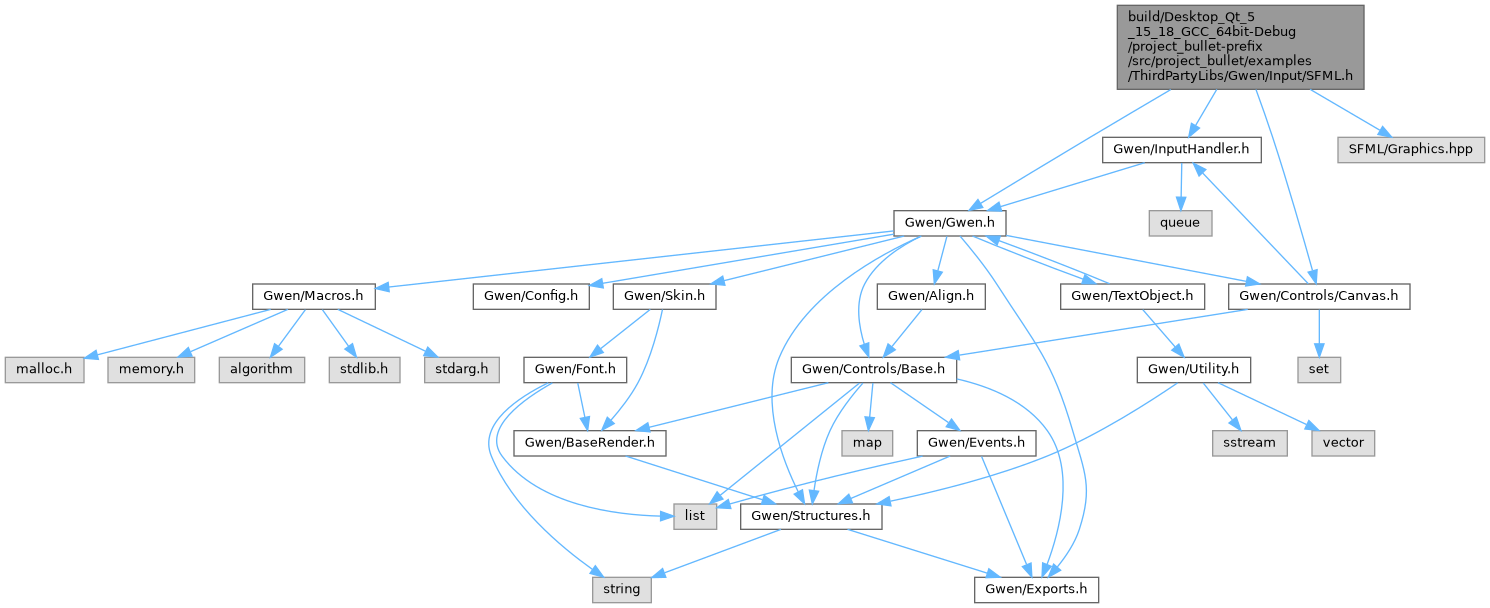 build/Desktop_Qt_5
_15_18_GCC_64bit-Debug
/project_bullet-prefix
/src/project_bullet/examples
/ThirdPartyLibs/Gwen/Input/SFML.h
Gwen/InputHandler.h
SFML/Graphics.hpp
Gwen/Gwen.h
queue
Gwen/Macros.h
Gwen/Config.h
Gwen/Skin.h
Gwen/Align.h
Gwen/TextObject.h
Gwen/Controls/Canvas.h
malloc.h
memory.h
algorithm
stdlib.h
stdarg.h
Gwen/Font.h
Gwen/Controls/Base.h
Gwen/Utility.h
set
Gwen/BaseRender.h
map
Gwen/Events.h
sstream
vector
list
Gwen/Structures.h
string
Gwen/Exports.h